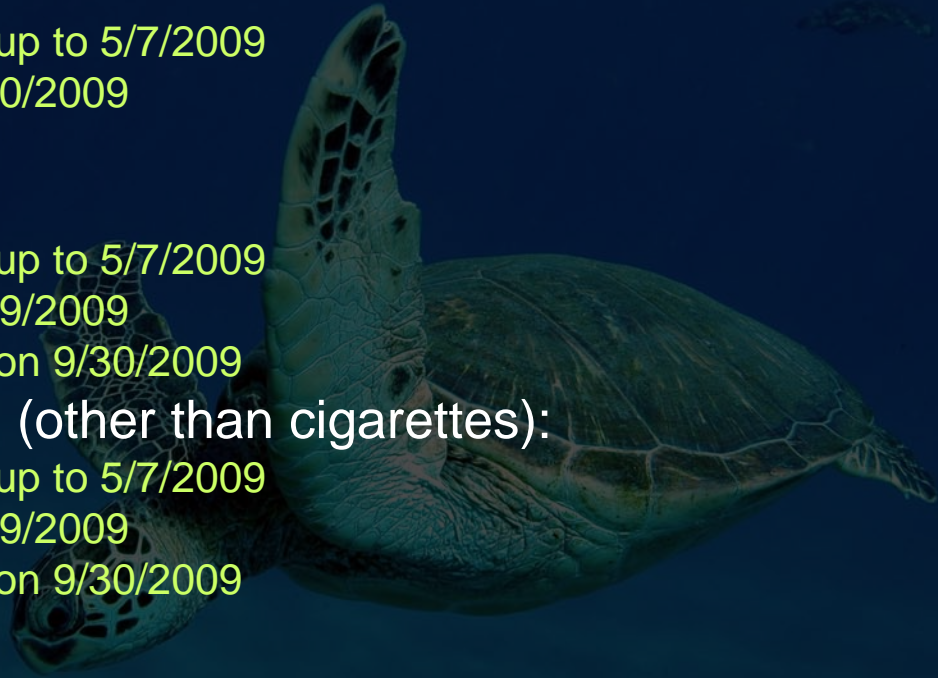 up to 5/7/2009
0/2009
up to 5/7/2009
9/2009
on 9/30/2009
(other than cigarettes):
up to 5/7/2009
9/2009
on 9/30/2009